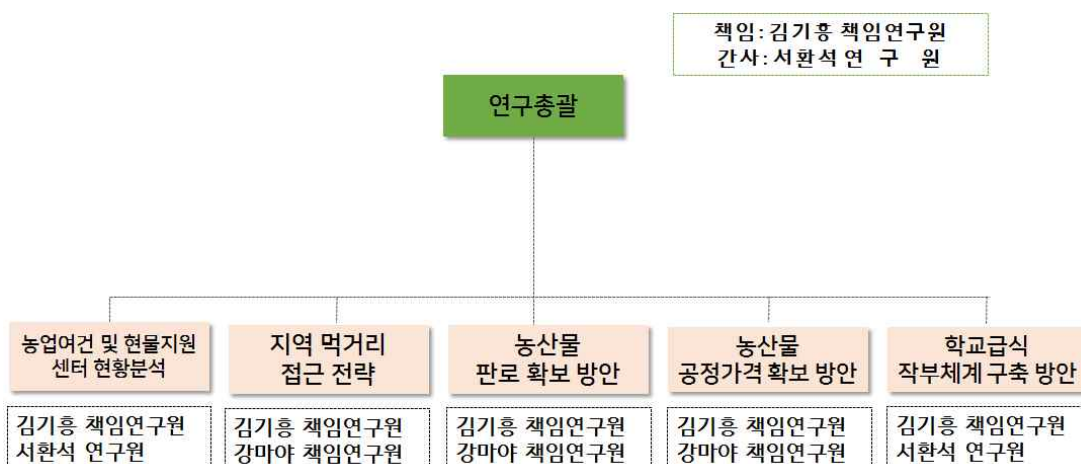 책임:김기흥 책임연구원
간사:서환석 연 구 원
연구총괄
농업여건 및 현물지원
센터 현황분석
김기흥 책임연구원
서환석 연구원
지역 먹거리
접근 전략
김기흥 책임연구원
강마야 책임연구원
농산물
판로 확보 방안
김기흥 책임연구원
강마야 책임연구원
농산물
공정가격 확보 방안
김기흥 책임연구원
강마야 책임연구원
학교급식
작부체계 구축 방안
김기흥 책임연구원
서환석 연구원